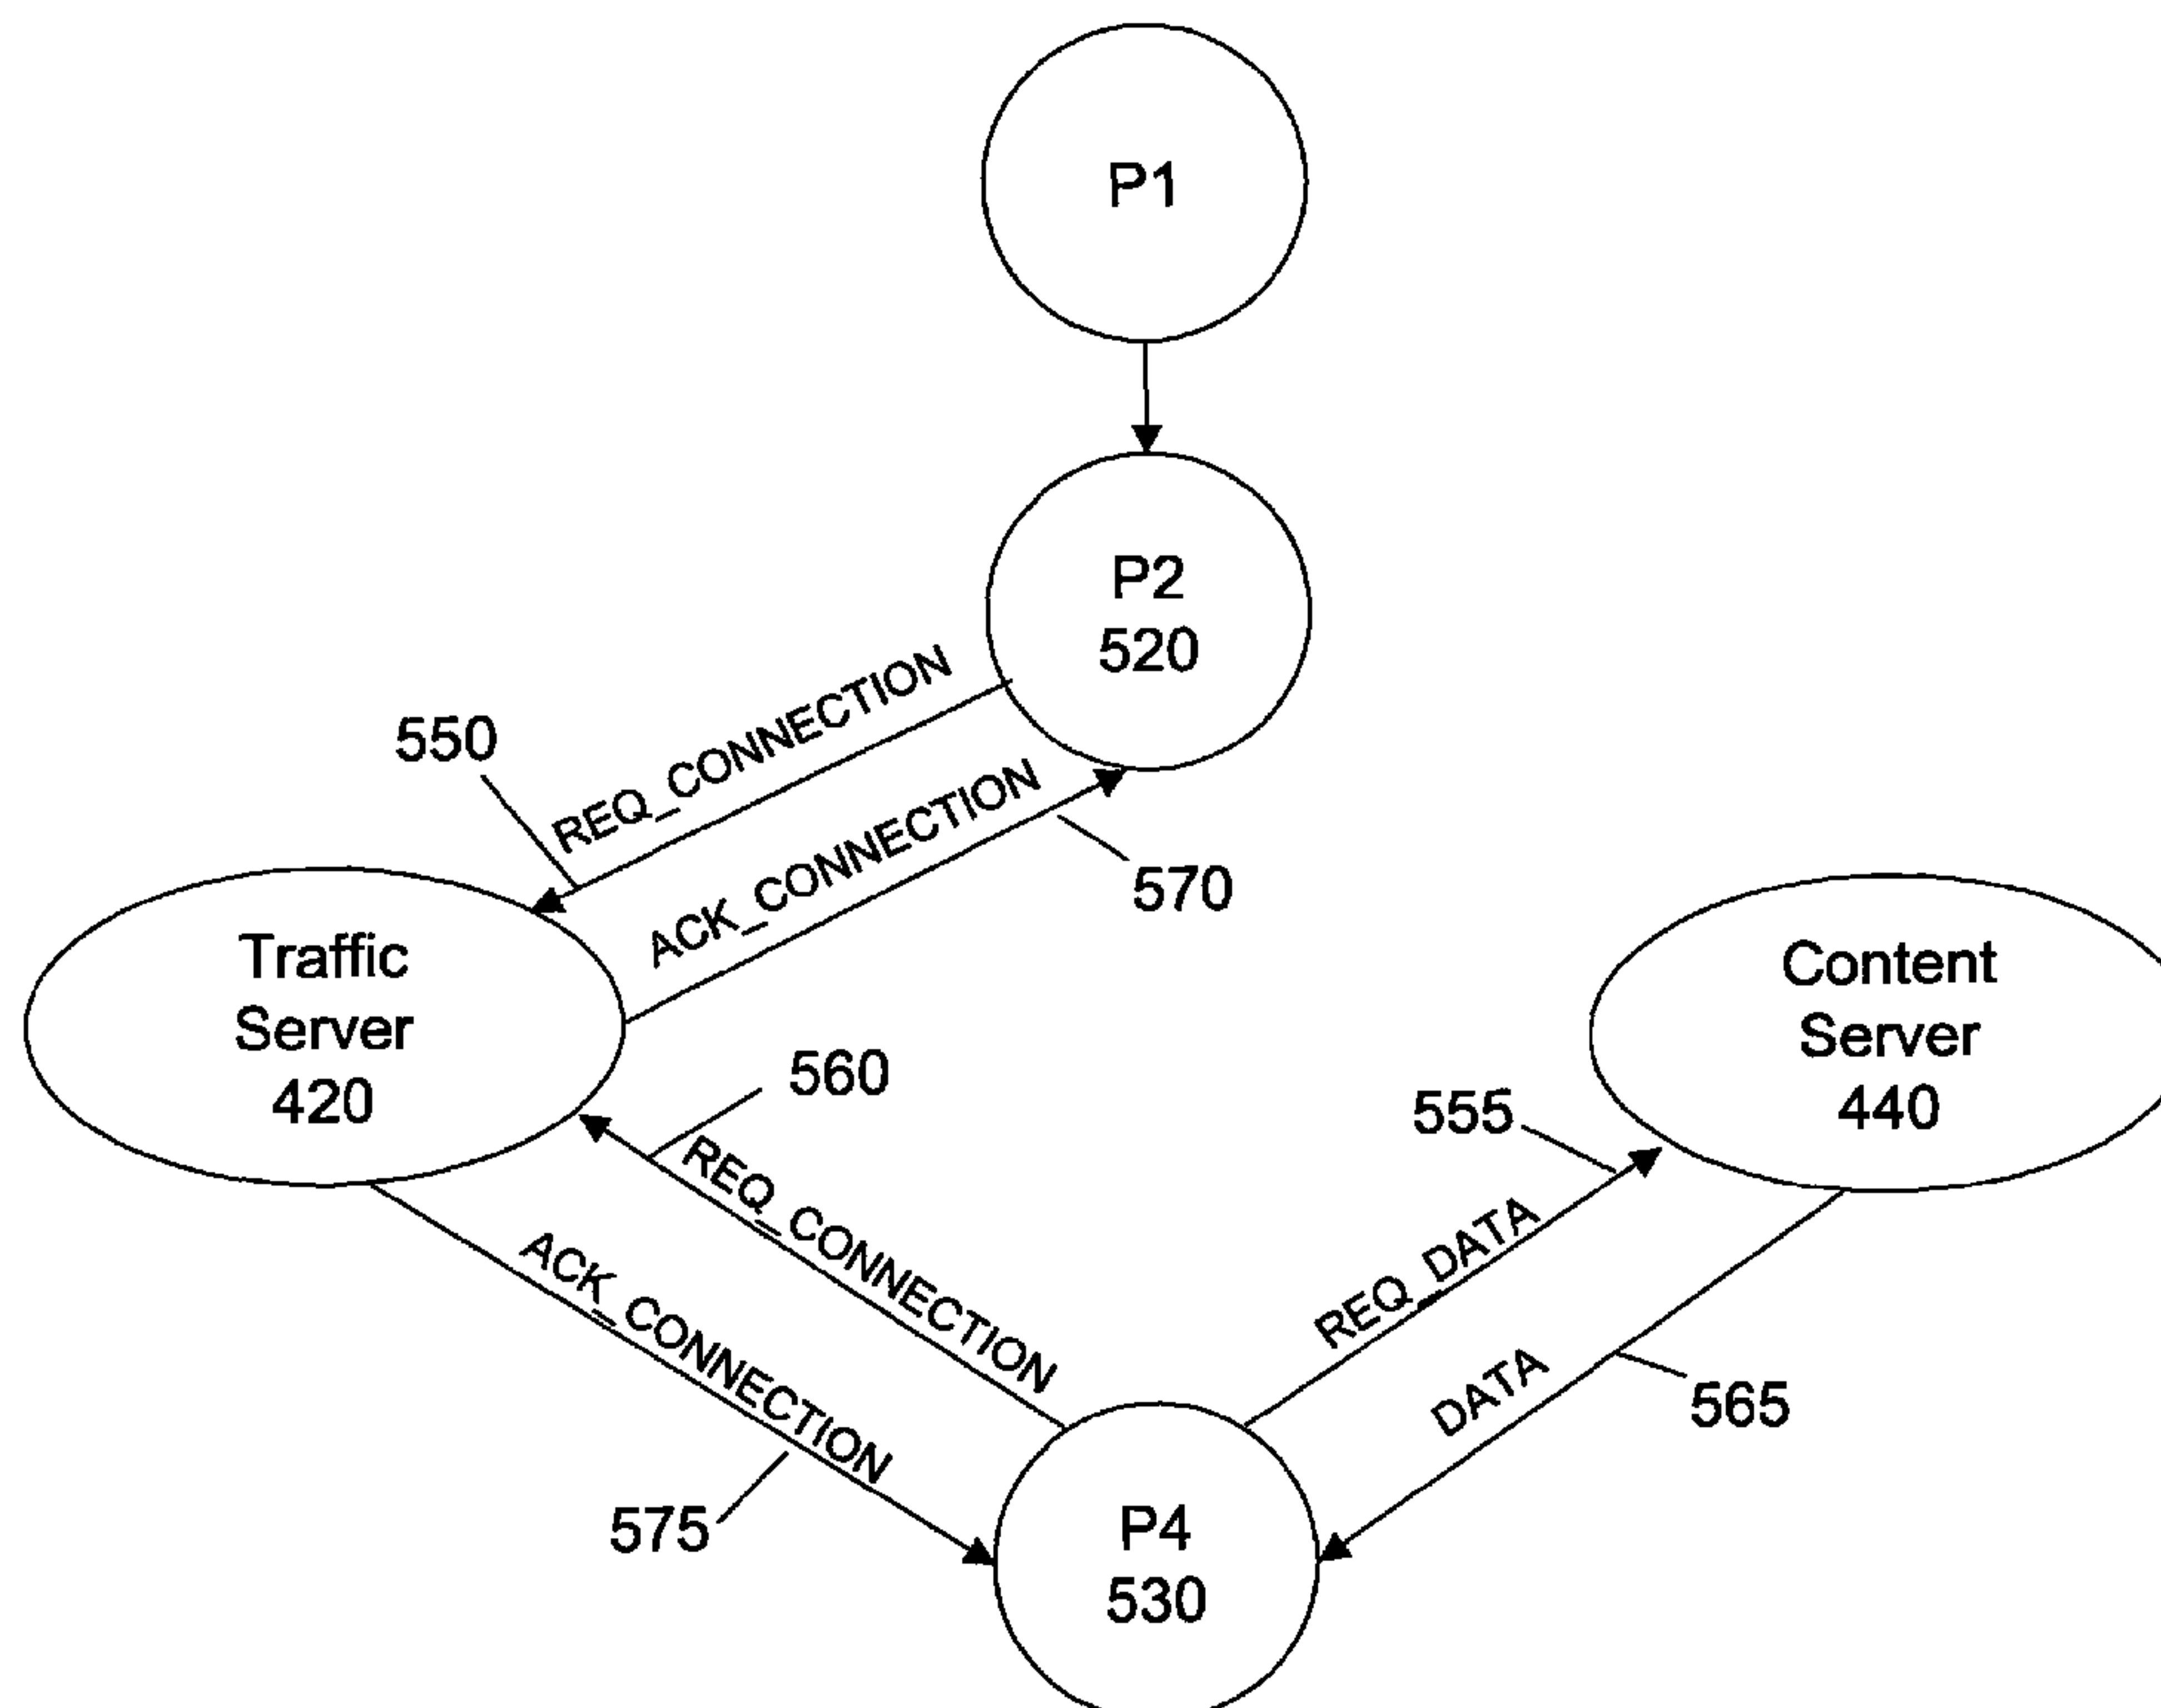 P1
P2
520
REQ_CONNECTION
550
ACK_CONNECTION
570
Traffic
Server
420
Content
Server
440
560
555
REQ_CONNECTION
REQ_DATA
ACK_CONNECTION
DATA
565
575
P4
530